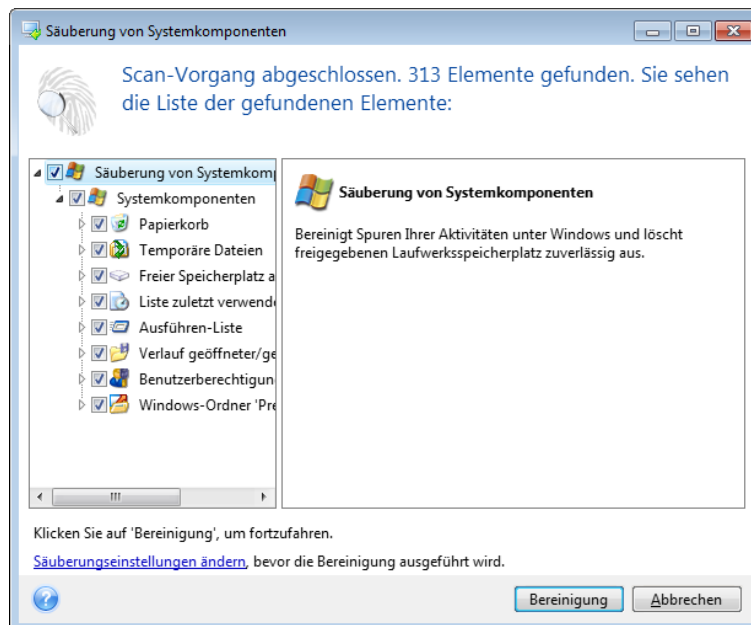 Säuberung von Systemkomponenten
Scan-Vorgang abgeschlossen. 313 Elemente gefunden. Sie sehen
die Liste der gefundenen Elemente:
Säuberung von Systemkom
Systemkomponenten
Papierkorb
Temporäre Dateien
Freier Speicherplatz a
Liste zuletzt verwend
Ausführen-Liste
Verlauf geöffneter/ge
Benutzerberechtigun
Windows-Ordner 'Pre
Säuberung von Systemkomponenten
Bereinigt Spuren Ihrer Aktivitäten unter Windows und löscht
freigegebenen Laufwerksspeicherplatz zuverlässig aus.
Klicken Sie auf 'Bereinigung', um fortzufahren.
Säuberungseinstellungen ändern, bevor die Bereinigung ausgeführt wird.
Bereinigung
Abbrechen